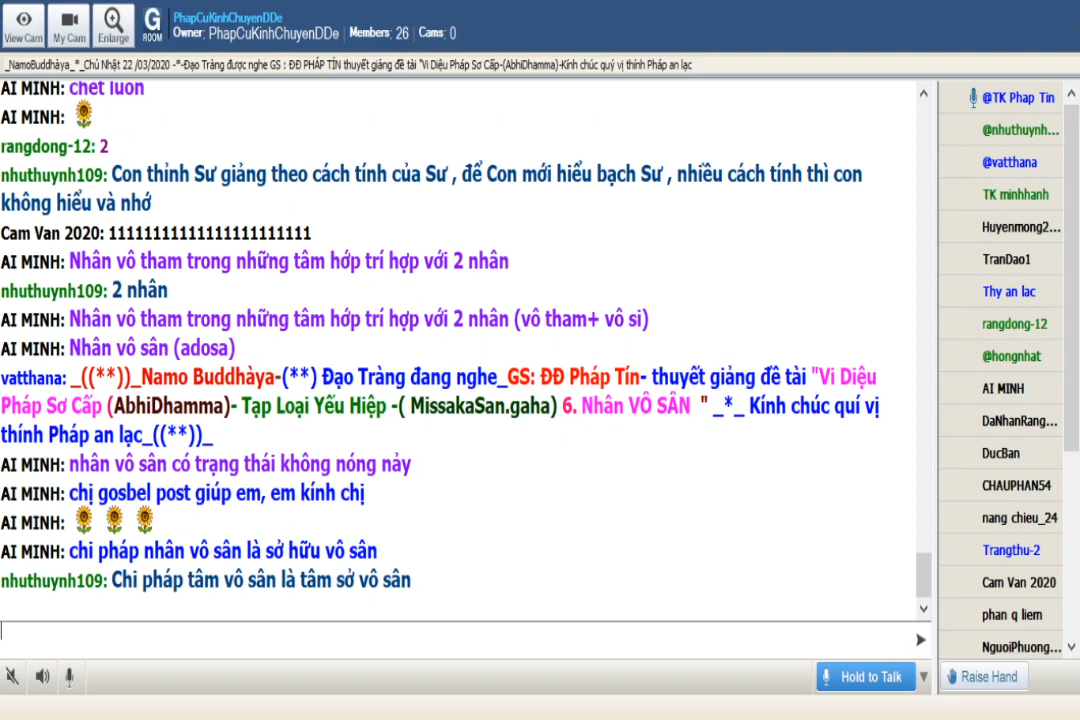 PhapCuKinhChuyenDDe
Owner: PhapCuKinhChuyenDDe | Members: 26 | Cams: 0
View Cam
My Cam
Enlarge
G ROOM
_NamoBuddhàya_*_Chủ Nhật 22 /03/2020 -*-Đạo Tràng được nghe GS : ĐĐ PHÁP TÍN thuyết giảng đề tài "Vi Diệu Pháp Sơ Cấp-(AbhiDhamma)-Kính chúc quý vị thính Pháp an lạc
AI MINH: chết luôn
AI MINH:
rangdong-12: 2
nhuthuynh109: Con thỉnh Sư giảng theo cách tính của Sư , để Con mới hiểu bạch Sư , nhiều cách tính thì con
không hiểu và nhớ
Cam Van 2020: 11111111111111111111111
AI MINH: Nhân vô tham trong những tâm hớp trí hợp với 2 nhân
nhuthuynh109: 2 nhân
AI MINH: Nhân vô tham trong những tâm hớp trí hợp với 2 nhân (vô tham+ vô si)
AI MINH: Nhân vô sân (adosa)
vatthana: _((**))_Namo Buddhàya-(**) Đạo Tràng đang nghe_GS: ĐĐ Pháp Tín- thuyết giảng đề tài "Vi Diệu
Pháp Sơ Cấp (AbhiDhamma)- Tạp Loại Yếu Hiệp -( MissakaSan.gaha) 6. Nhân VÔ SÂN " _*_ Kính chúc quí vị
thính Pháp an lạc_((**))_
AI MINH: nhân vô sân có trạng thái không nóng nảy
AI MINH: chị gosbel post giúp em, em kính chị
AI MINH:
AI MINH: chi pháp nhân vô sân là sở hữu vô sân
nhuthuynh109: Chi pháp tâm vô sân là tâm sở vô sân
@TK Phap Tin
@nhuthuynh...
@vatthana
TK minhhanh
Huyenmong2...
TranDao1
Thy an lac
rangdong-12
@hongnhat
AI MINH
DaNhanRang...
DucBan
CHAUPHAN54
nang chieu_24
Trangthu-2
Cam Van 2020
phan q liem
NguoiPhuong...
Hold to Talk
Raise Hand